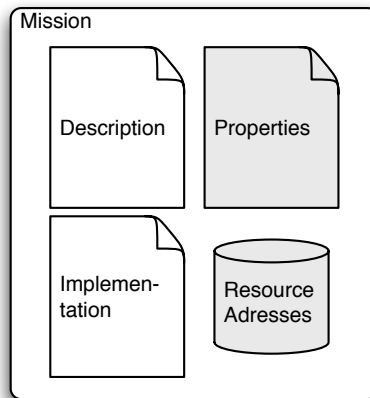 Mission
Description
Properties
Implemen-
tation
Resource
Adresses